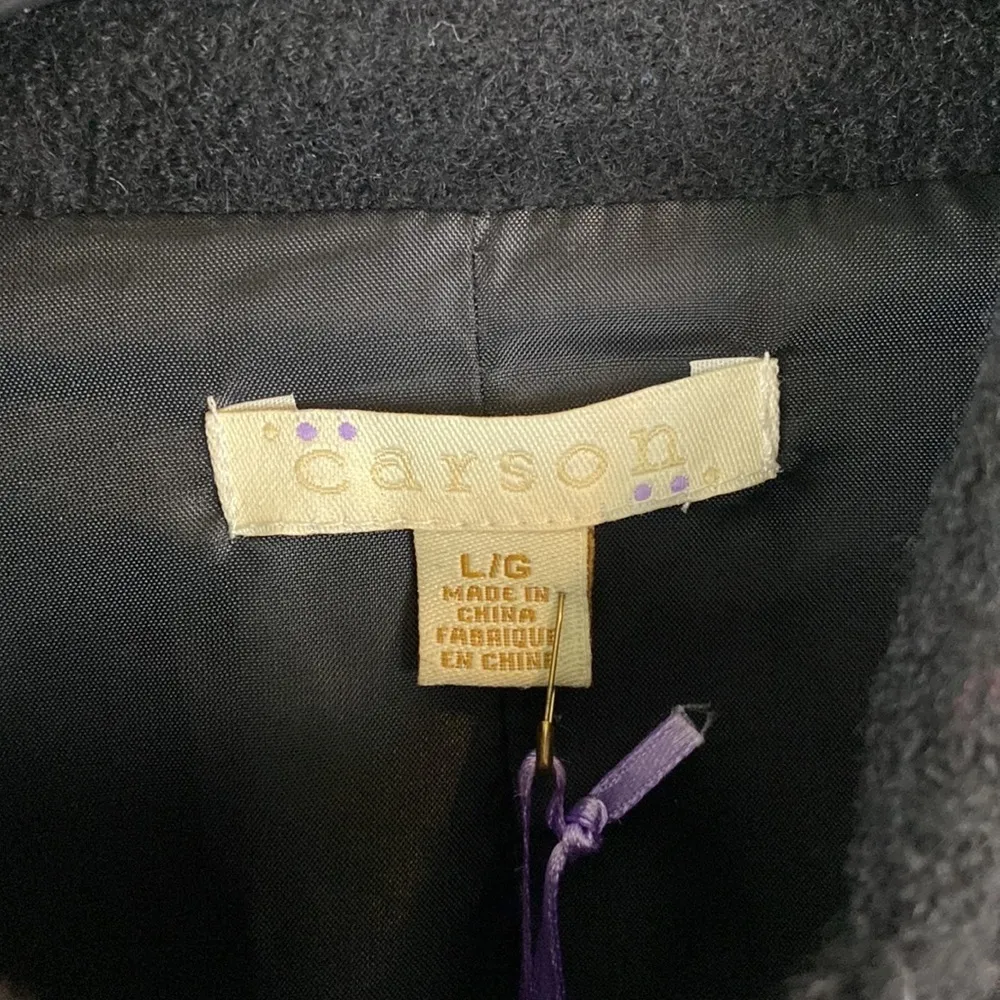 carson
L/G
MADE IN
CHINA
FABRIQUE
EN CHINE